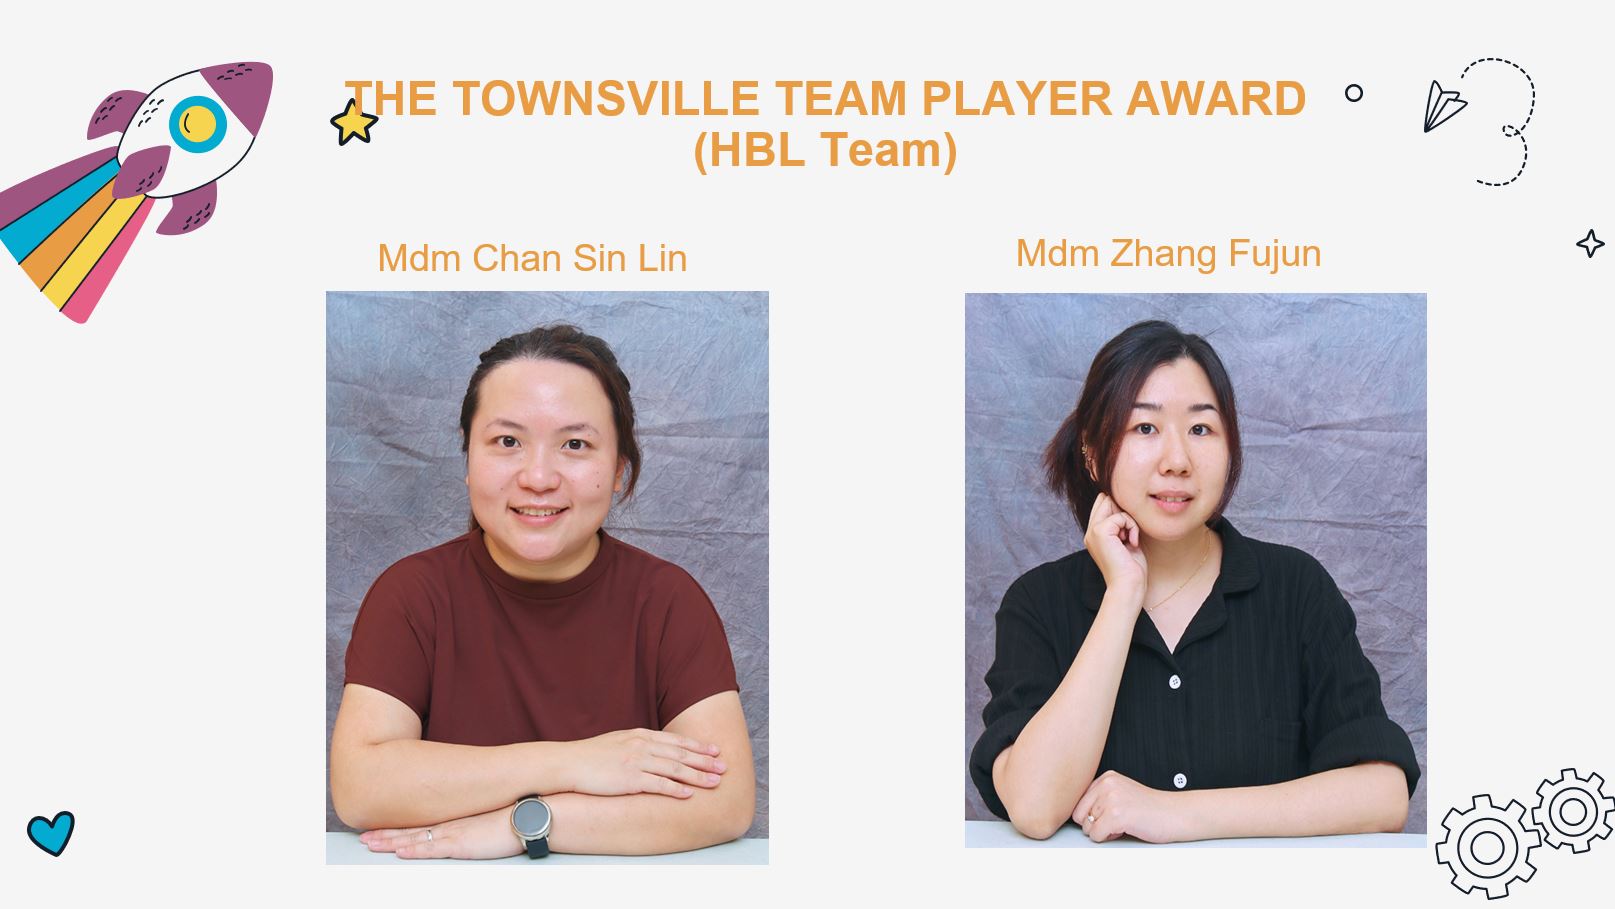 THE TOWNSVILLE TEAM PLAYER AWARD
(HBL Team)
Mdm Chan Sin Lin
Mdm Zhang Fujun